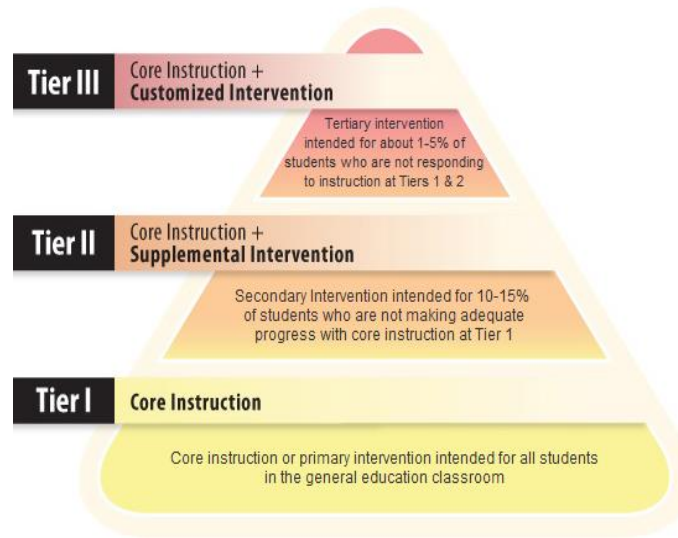 Tier III
Core Instruction +
Customized Intervention
Tertiary intervention
intended for about 1-5% of
students who are not responding
to instruction at Tiers 1 & 2
Tier II
Core Instruction +
Supplemental Intervention
Secondary Intervention intended for 10-15%
of students who are not making adequate
progress with core instruction at Tier 1
Tier I
Core Instruction
Core instruction or primary intervention intended for all students
in the general education classroom